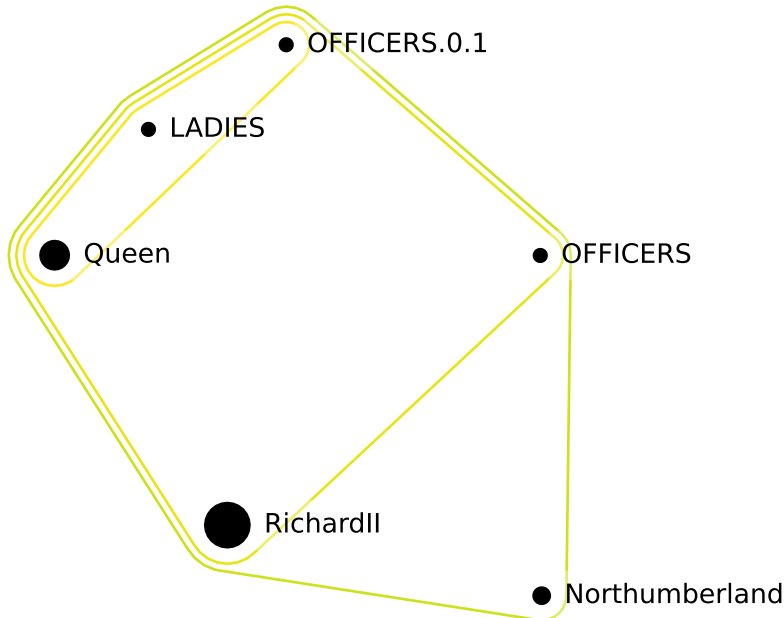 OFFICERS.0.1
LADIES
Queen
OFFICERS
RichardII
Northumberland